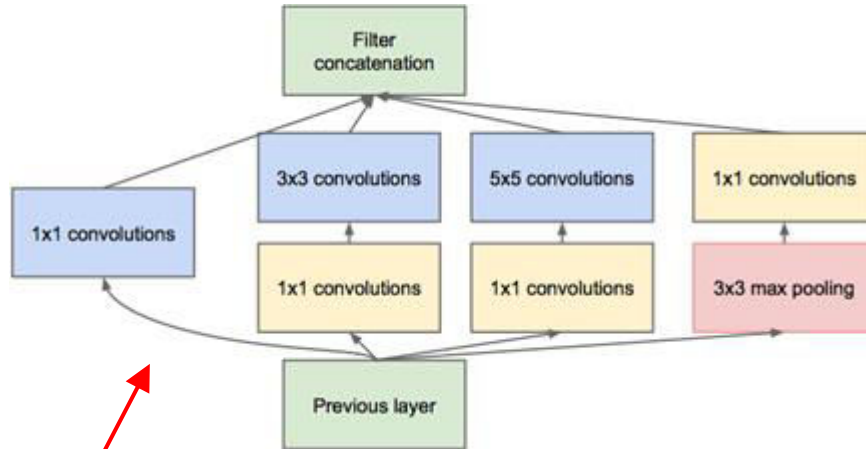 Filter
concatenation
3x3 convolutions
5x5 convolutions
1x1 convolutions
1x1 convolutions
1x1 convolutions
1x1 convolutions
3x3 max pooling
Previous layer